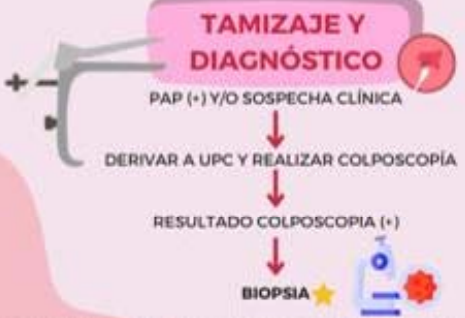 TAMIZAJE Y
DIAGNÓSTICO
PAP (+) Y/O SOSPECHA CLÍNICA
DERIVAR A UPC Y REALIZAR COLPOSCOPÍA
RESULTADO COLPOSCOPIA (+)
BIOPSIA